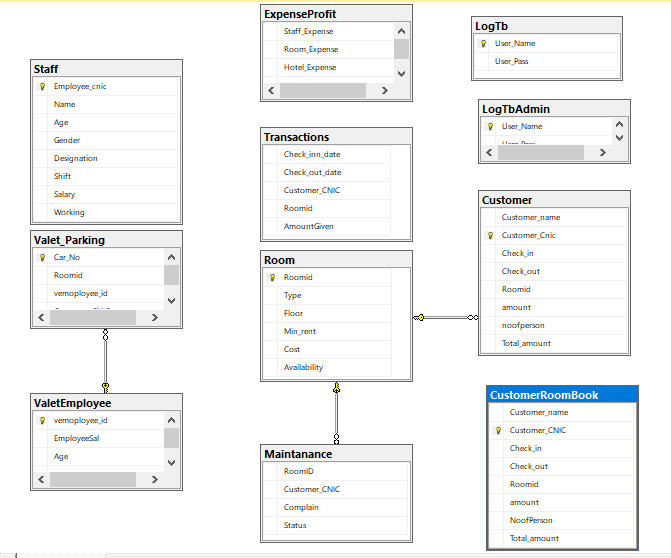 ExpenseProfit
Staff_Expense
Room_Expense
Hotel_Expense
LogTb
User_Name
User_Pass
Staff
Employee_cnic
Name
Age
Gender
Designation
Shift
Salary
Working
LogTbAdmin
User_Name
Transactions
Check_inn_date
Check_out_date
Customer_CNIC
Roomid
AmountGiven
Customer
Customer_name
Customer_Cnic
Check_in
Check_out
Roomid
amount
noofperson
Total_amount
Valet_Parking
Car_No
Roomid
vemoployee_id
Room
Roomid
Type
Floor
Min_rent
Cost
Availability
ValetEmployee
vemoployee_id
EmployeeSal
Age
CustomerRoomBook
Customer_name
Customer_CNIC
Check_in
Check_out
Roomid
amount
NoofPerson
Total_amount
Maintanance
RoomID
Customer_CNIC
Complain
Status